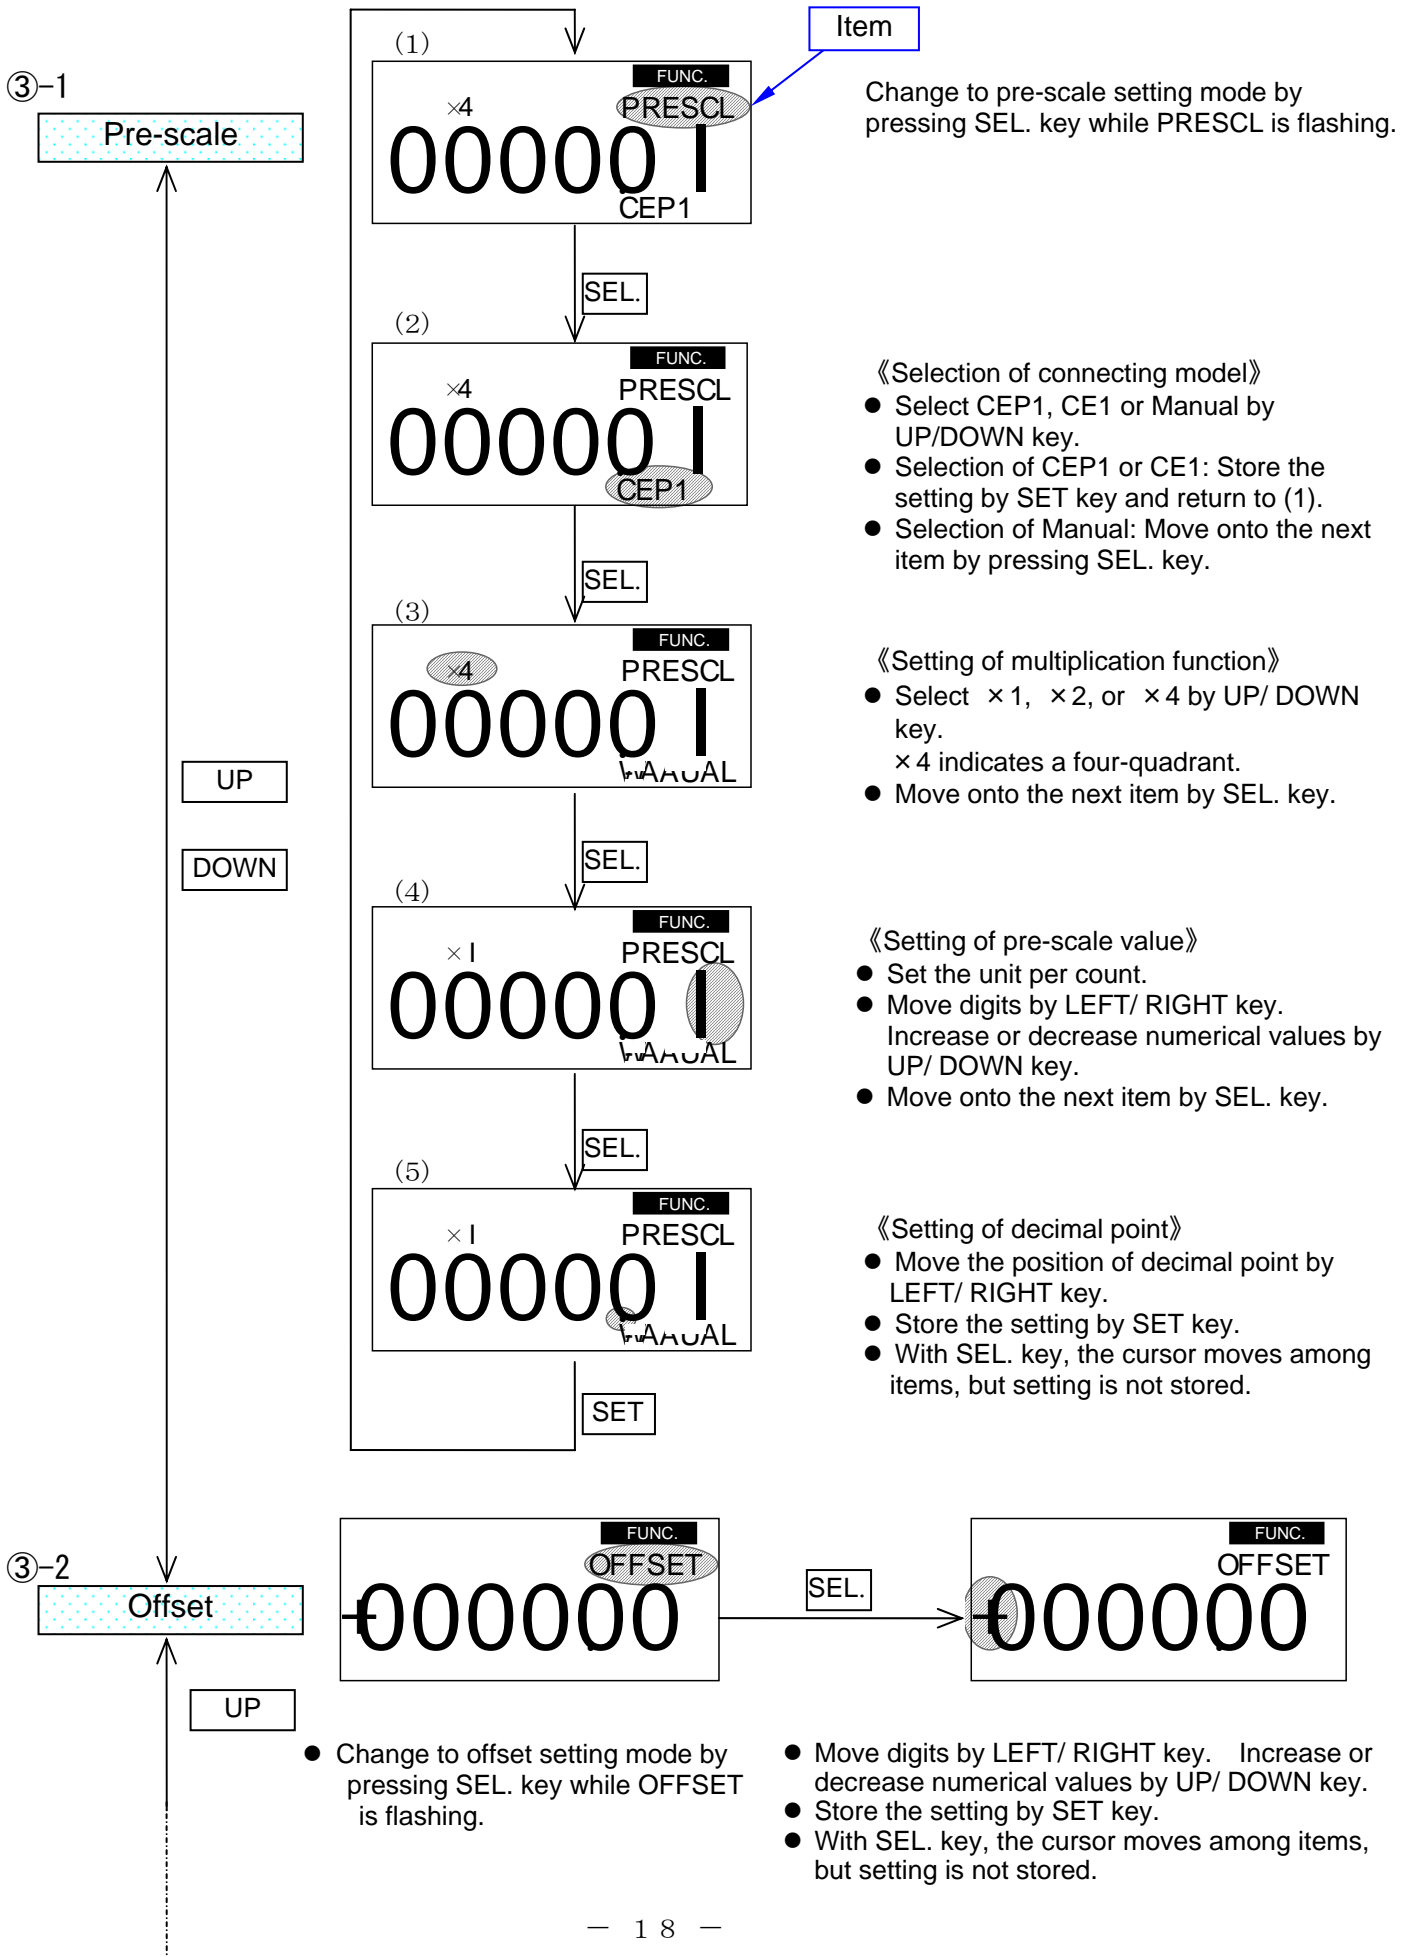 Item
③-1
Pre-scale
(1)
FUNC.
×4
PRESCL
00000.01
CEP1
Change to pre-scale setting mode by
pressing SEL. key while PRESCL is flashing.
SEL.
(2)
FUNC.
×4
PRESCL
00000.01
CEP1
《Selection of connecting model》
● Select CEP1, CE1 or Manual by
UP/DOWN key.
● Selection of CEP1 or CE1: Store the
setting by SET key and return to (1).
● Selection of Manual: Move onto the next
item by pressing SEL. key.
SEL.
(3)
FUNC.
×4
PRESCL
00000.01
《Setting of multiplication function》
● Select ×1, ×2, or ×4 by UP/ DOWN
key.
×4 indicates a four-quadrant.
● Move onto the next item by SEL. key.
UP
DOWN
SEL.
(4)
FUNC.
×1
PRESCL
00000.01
《Setting of pre-scale value》
● Set the unit per count.
● Move digits by LEFT/ RIGHT key.
Increase or decrease numerical values by
UP/ DOWN key.
● Move onto the next item by SEL. key.
SEL.
(5)
FUNC.
×1
PRESCL
00000.01
《Setting of decimal point》
● Move the position of decimal point by
LEFT/ RIGHT key.
● Store the setting by SET key.
● With SEL. key, the cursor moves among
items, but setting is not stored.
SET
③-2
Offset
FUNC.
OFFSET
+0000.00
SEL.
FUNC.
OFFSET
+0000.00
UP
● Change to offset setting mode by
pressing SEL. key while OFFSET
is flashing.
● Move digits by LEFT/ RIGHT key. Increase or
decrease numerical values by UP/ DOWN key.
● Store the setting by SET key.
● With SEL. key, the cursor moves among items,
but setting is not stored.
- 18 -